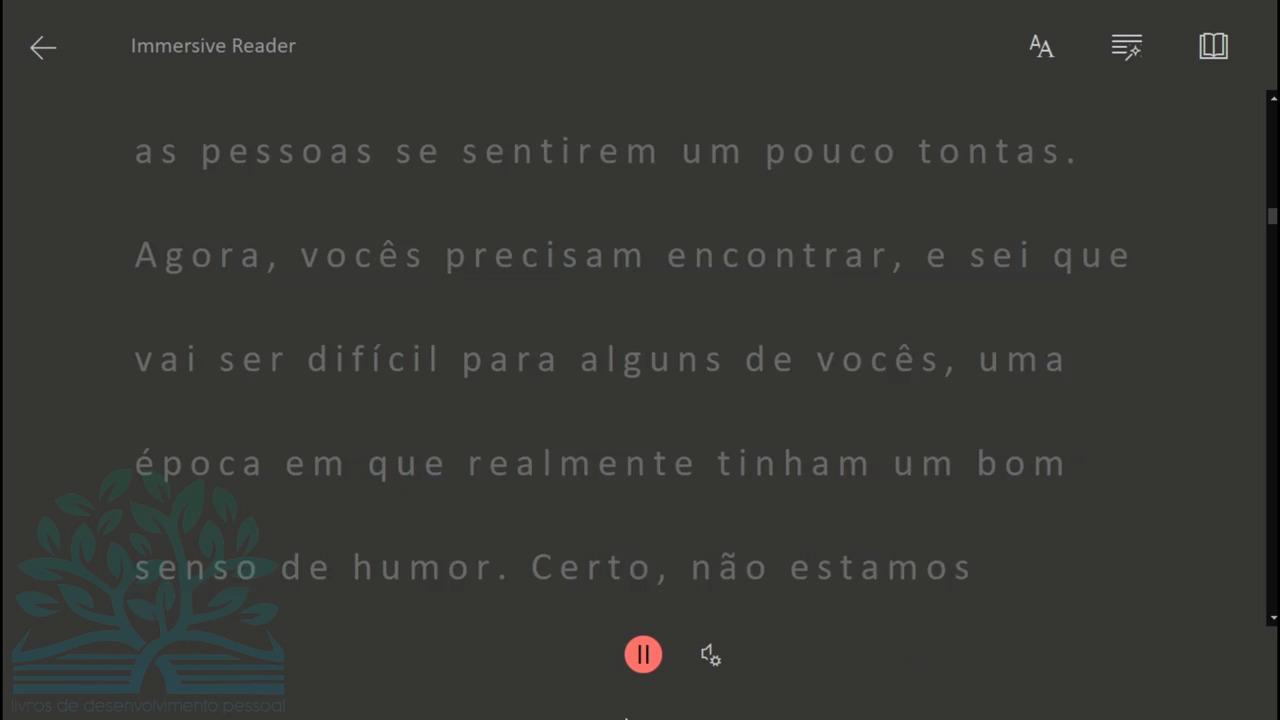 Immersive Reader
as pessoas se sentirem um pouco tontas.
Agora, vocês precisam encontrar, e sei que
vai ser difícil para alguns de vocês, uma
época em que realmente tinham um bom
senso de humor. Certo, não estamos
livros de desenvolvimento pessoal